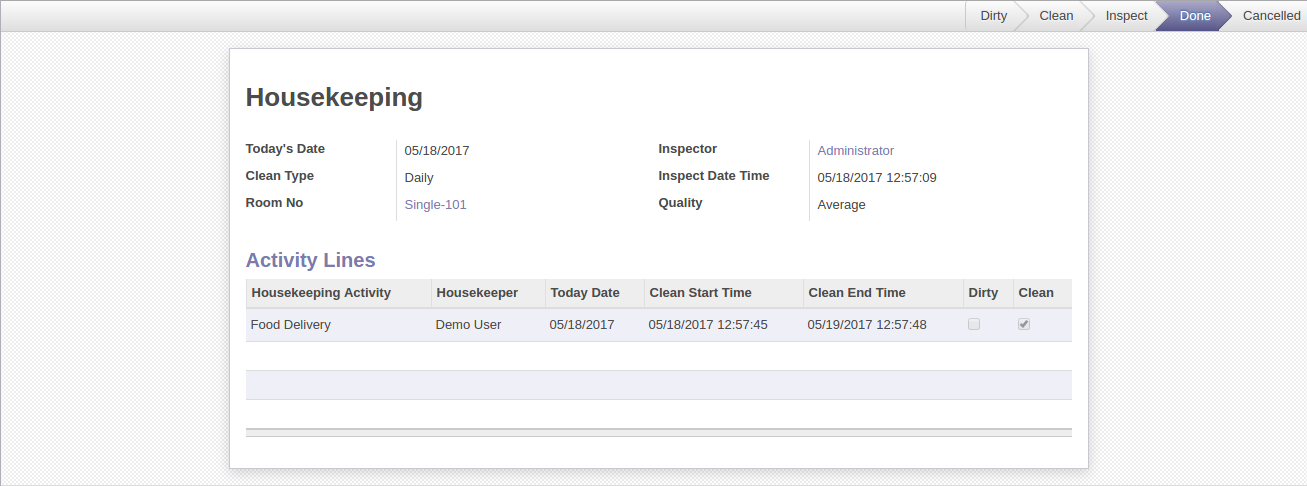 Dirty Clean Inspect Done Cancelled
Housekeeping
Today's Date 05/18/2017 Inspector Administrator
Clean Type Daily Inspect Date Time 05/18/2017 12:57:09
Room No Single-101 Quality Average
Activity Lines
Housekeeping Activity Housekeeper Today Date Clean Start Time Clean End Time Dirty Clean
Food Delivery Demo User 05/18/2017 05/18/2017 12:57:45 05/19/2017 12:57:48